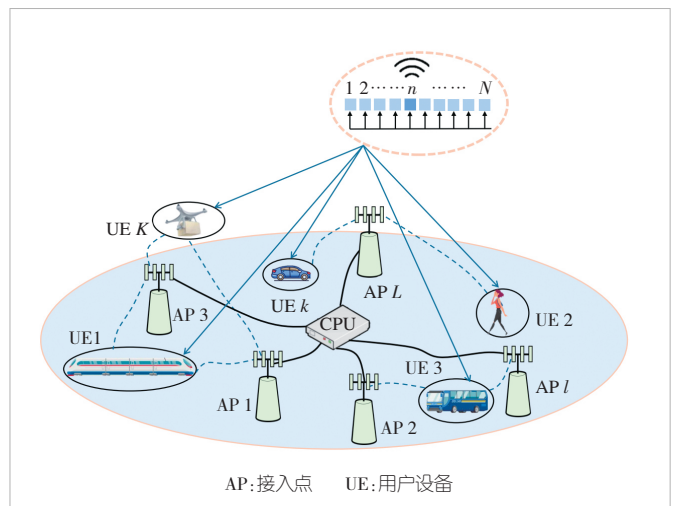 1 2 …… n …… N
UE K
UE k
AP L
AP 3
CPU
UE 2
UE1
UE 3
AP 1
AP 2
AP l
AP:接入点 UE:用户设备